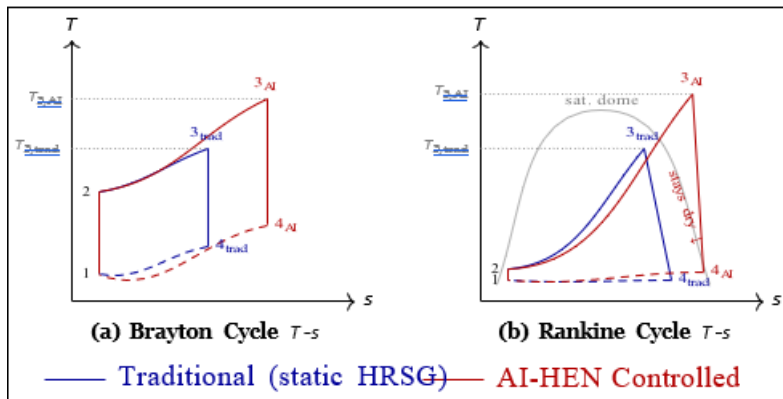 T
T
3AI
3AI
T3,AI
T3,AI
sat. dome
3trad
3trad
T3,trad
T3,trad
stays dry
2
4AI
4trad
2
4AI
1
1
4trad
s
s
(a) Brayton Cycle T-s
(b) Rankine Cycle T-s
Traditional (static HRSG)
AI-HEN Controlled